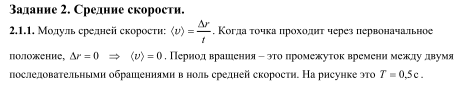 Задание 2. Средние скорости.
2.1.1. Модуль средней скорости: ⟨υ⟩ = Δr/t . Когда точка проходит через первоначальное
положение, Δr = 0 ⇒ ⟨υ⟩ = 0 . Период вращения – это промежуток времени между двумя
последовательными обращениями в ноль средней скорости. На рисунке это T = 0,5 с .